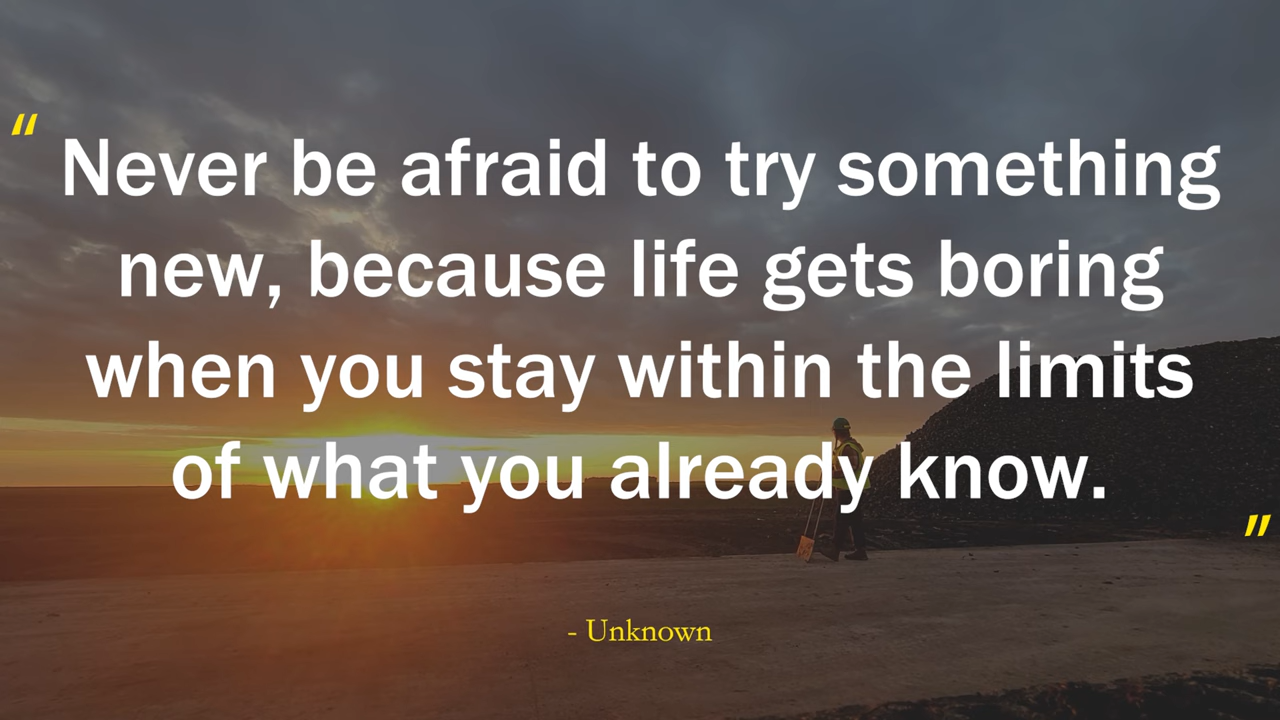 “ Never be afraid to try something
new, because life gets boring
when you stay within the limits
of what you already know. ”
- Unknown